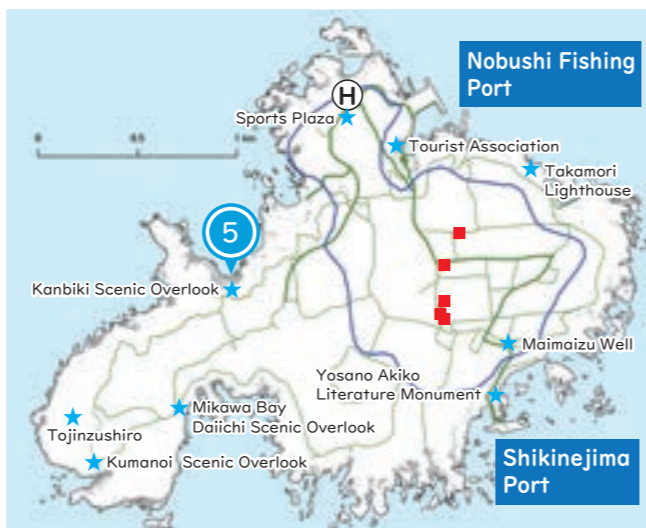 Nobushi Fishing
Port
H
Sports Plaza
Tourist Association
Takamori
Lighthouse
0
5
Kanbiki Scenic Overlook
Maimaizu Well
Yosano Akiko
Literature Monument
Mikawa Bay
Daiichi Scenic Overlook
Tojinzushiro
Kumanoi Scenic Overlook
Shikinejima
Port